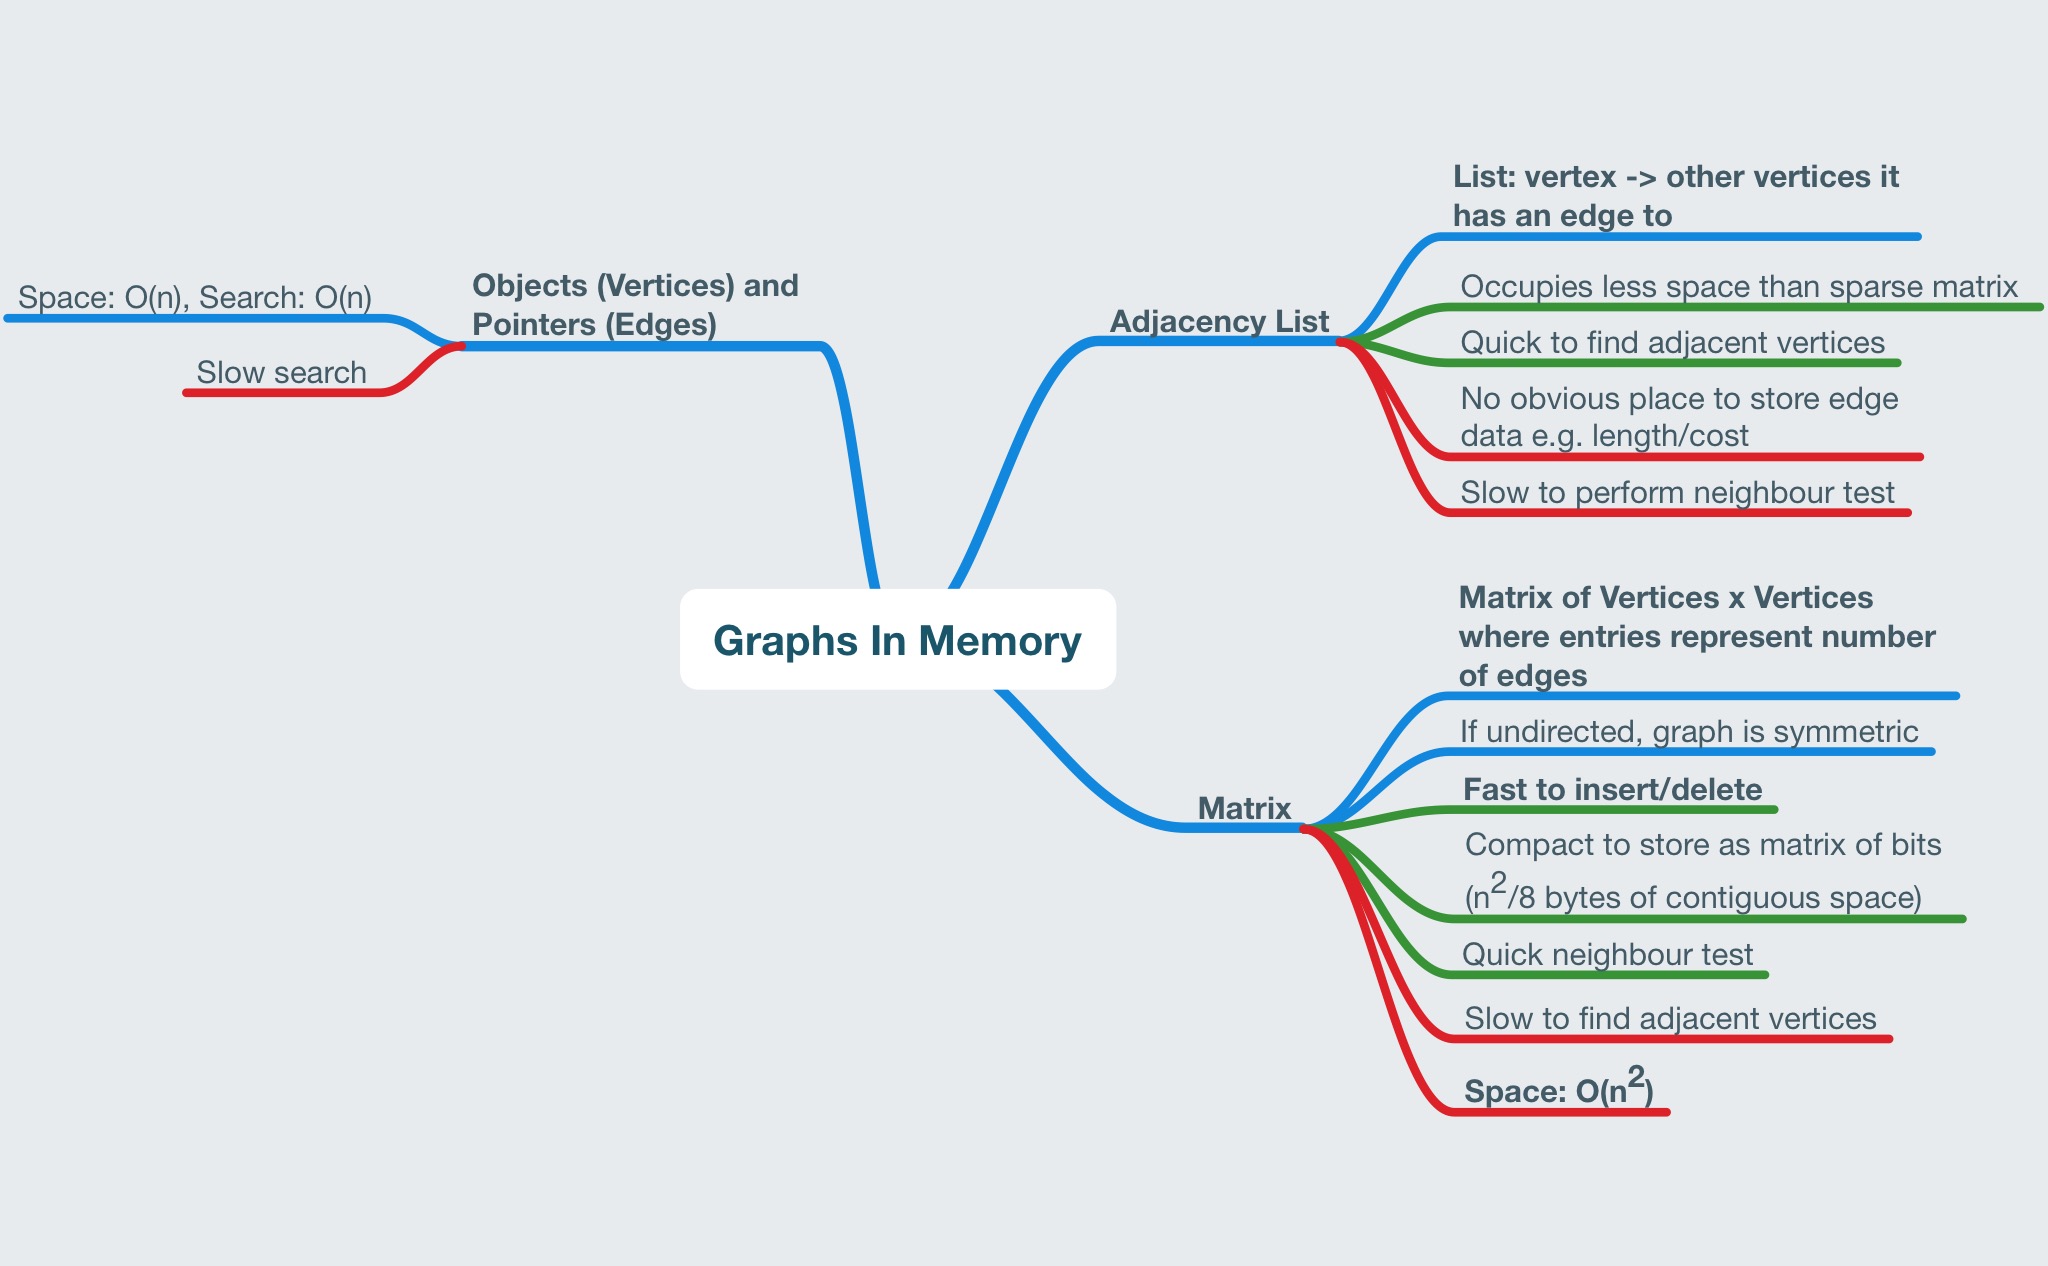 Graphs In Memory
Objects (Vertices) and
Pointers (Edges)
Space: O(n), Search: O(n)
Slow search
Adjacency List
List: vertex -> other vertices it
has an edge to
Occupies less space than sparse matrix
Quick to find adjacent vertices
No obvious place to store edge
data e.g. length/cost
Slow to perform neighbour test
Matrix
Matrix of Vertices x Vertices
where entries represent number
of edges
If undirected, graph is symmetric
Fast to insert/delete
Compact to store as matrix of bits
(n²/8 bytes of contiguous space)
Quick neighbour test
Slow to find adjacent vertices
Space: O(n²)